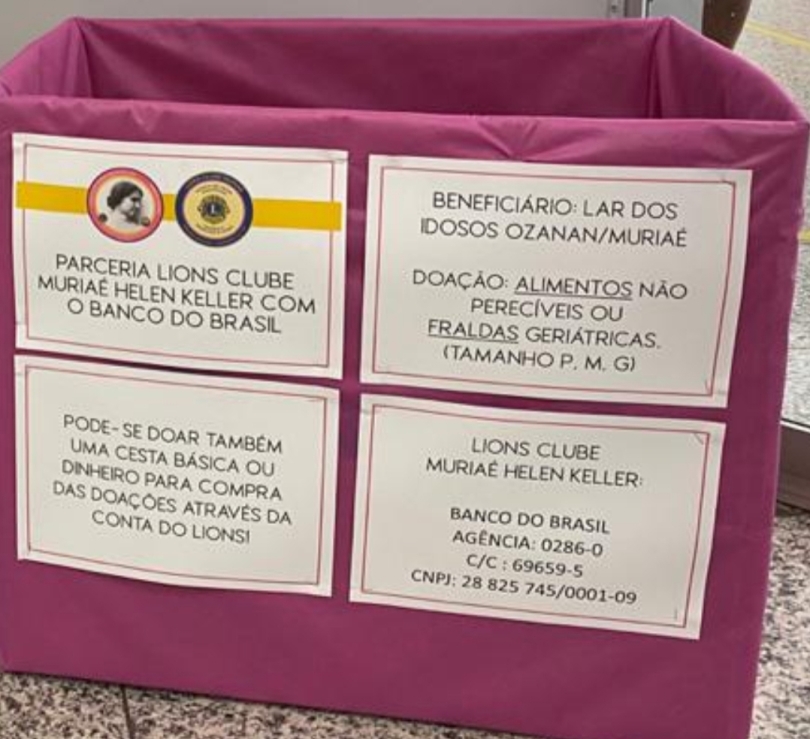 PARCERIA LIONS CLUBE
MURIAÉ HELEN KELLER COM
O BANCO DO BRASIL
BENEFICIÁRIO: LAR DOS
IDOSOS OZANAN/MURIAÉ
DOAÇÃO: ALIMENTOS NÃO
PERECÍVEIS OU
FRALDAS GERIÁTRICAS.
(TAMANHO P, M, G)
PODE-SE DOAR TAMBÉM
UMA CESTA BÁSICA OU
DINHEIRO PARA COMPRA
DAS DOAÇÕES ATRAVÉS DA
CONTA DO LIONS!
LIONS CLUBE
MURIAÉ HELEN KELLER:
BANCO DO BRASIL
AGÊNCIA: 0286-0
C/C : 69659-5
CNPJ: 28 825 745/0001-09